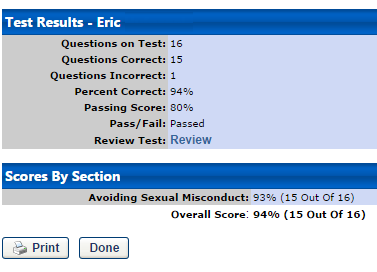 Test Results - Eric
Questions on Test: 16
Questions Correct: 15
Questions Incorrect: 1
Percent Correct: 94%
Passing Score: 80%
Pass/Fail: Passed
Review Test: Review
Scores By Section
Avoiding Sexual Misconduct: 93% (15 Out Of 16)
Overall Score: 94% (15 Out Of 16)
Print Done